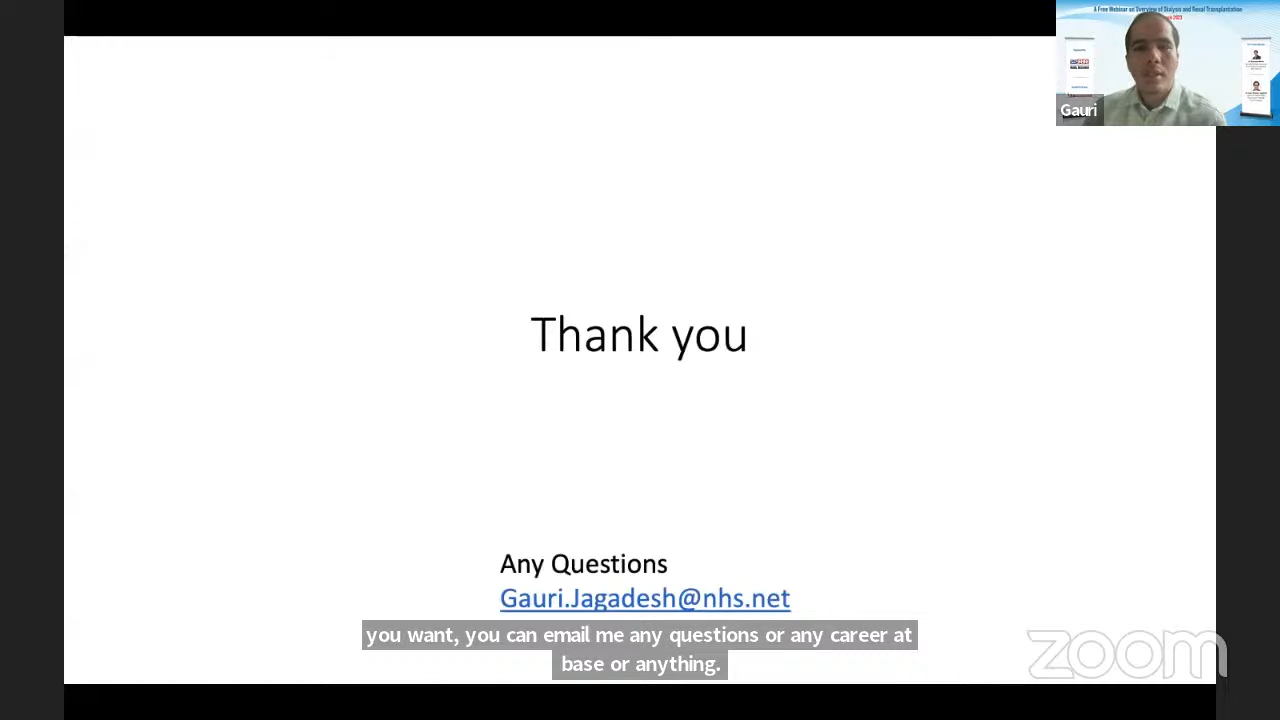 A Free Webinar on Overview of Dialysis and Renal Transplantation
2023
Gauri
Thank you
Any Questions
Gauri.Jagadesh@nhs.net
you want, you can email me any questions or any career at
base or anything.
zoom